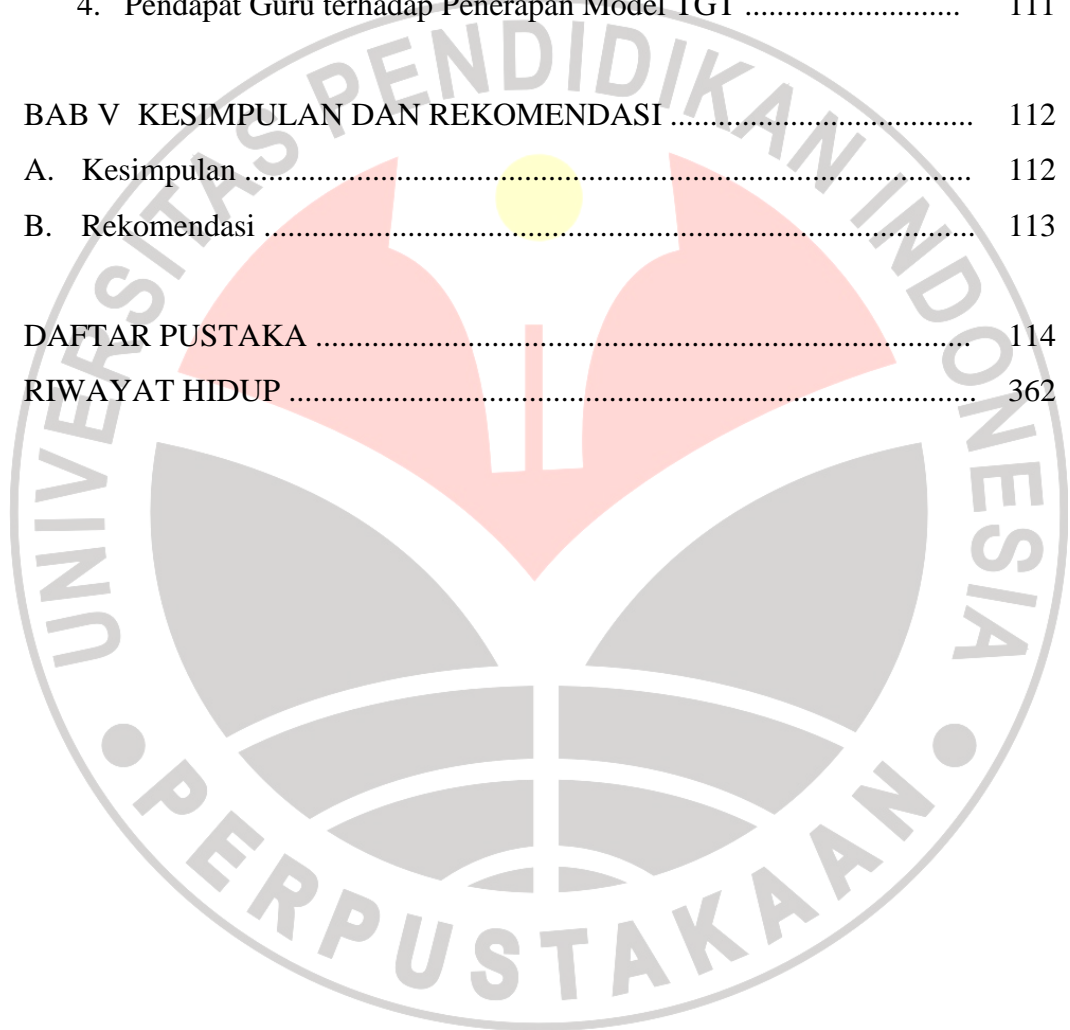 4. Pendapat Guru terhadap Penerapan Model TGT ........................... 111
BAB V KESIMPULAN DAN REKOMENDASI .................................. 112
A. Kesimpulan ................................................................................. 112
B. Rekomendasi ............................................................................... 113
DAFTAR PUSTAKA ......................................................................... 114
RIWAYAT HIDUP ............................................................................ 362
UNIVERSITAS PENDIDIKAN INDONESIA
PERPUSTAKAAN